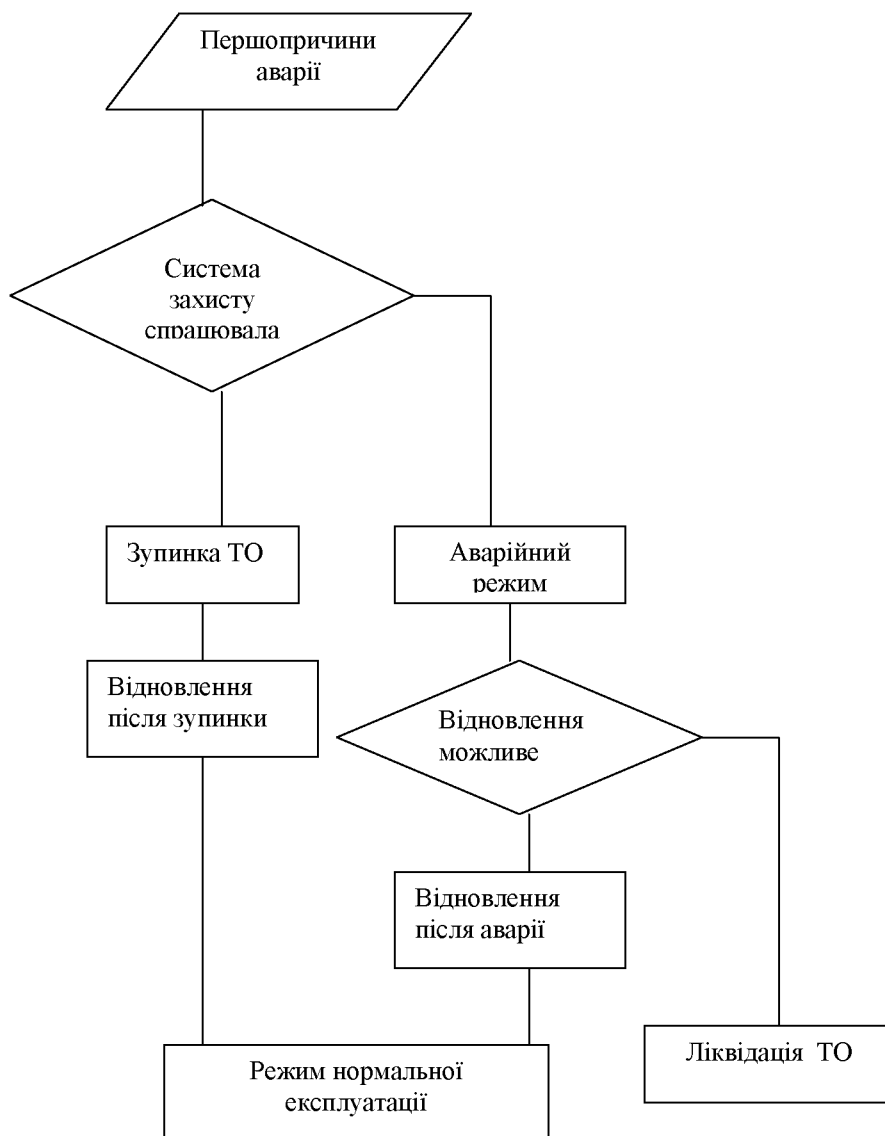 Першопричини
аварії
Система
захисту
спрацювала
Зупинка ТО
Аварійний
режим
Відновлення
після зупинки
Відновлення
можливе
Відновлення
після аварії
Ліквідація ТО
Режим нормальної
експлуатації